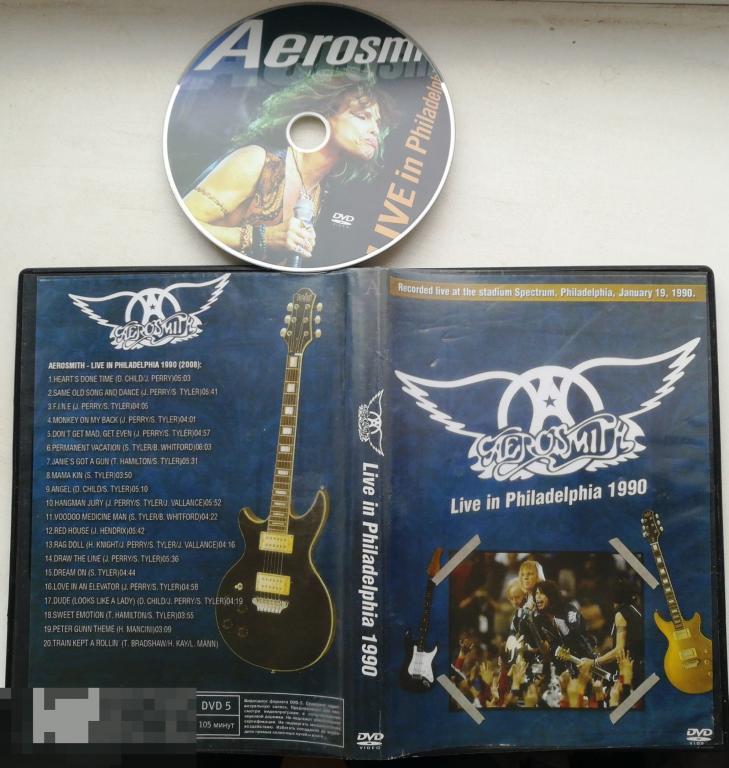 Aerosmi
LIVE in Philadelph
DVD
VIDEO
AEROSMITH
AEROSMITH - LIVE IN PHILADELPHIA 1990 (2008):
1.HEART'S DONE TIME (D. CHILD/J. PERRY)05:03
2.SAME OLD SONG AND DANCE (J. PERRY/S. TYLER)05:41
3.F.I.N.E (J. PERRY/S. TYLER)04:05
4.MONKEY ON MY BACK (J. PERRY/S. TYLER)04:01
5.DON'T GET MAD, GET EVEN (J. PERRY/S. TYLER)04:57
6.PERMANENT VACATION (S. TYLER/B. WHITFORD)06:03
7.JANIE'S GOT A GUN (T. HAMILTON/S. TYLER)05:31
8.MAMA KIN (S. TYLER)03:50
9.ANGEL (D. CHILD/S. TYLER)05:10
10.HANGMAN JURY (J. PERRY/S. TYLER/J. VALLANCE)05:52
11.VOODOO MEDICINE MAN (S. TYLER/B. WHITFORD)04:22
12.RED HOUSE (J. HENDRIX)05:42
13.RAG DOLL (H. KNIGHT/J. PERRY/S. TYLER/J. VALLANCE)04:16
14.DRAW THE LINE (J. PERRY/S. TYLER)05:36
15.DREAM ON (S. TYLER)04:44
16.LOVE IN AN ELEVATOR (J. PERRY/S. TYLER)04:58
17.DUDE (LOOKS LIKE A LADY) (D. CHILD/J. PERRY/S. TYLER)04:19
18.SWEET EMOTION (T. HAMILTON/S. TYLER)03:55
19.PETER GUNN THEME (H. MANCINI)03:09
20.TRAIN KEPT A ROLLIN' (T. BRADSHAW/H. KAY/L. MANN)
DVD 5
105 минут
AEROSMITH
Live in Philadelphia 1990
DVD
VIDEO
Recorded live at the stadium Spectrum, Philadelphia, January 19, 1990.
AEROSMITH
Live in Philadelphia 1990
DVD
VIDEO